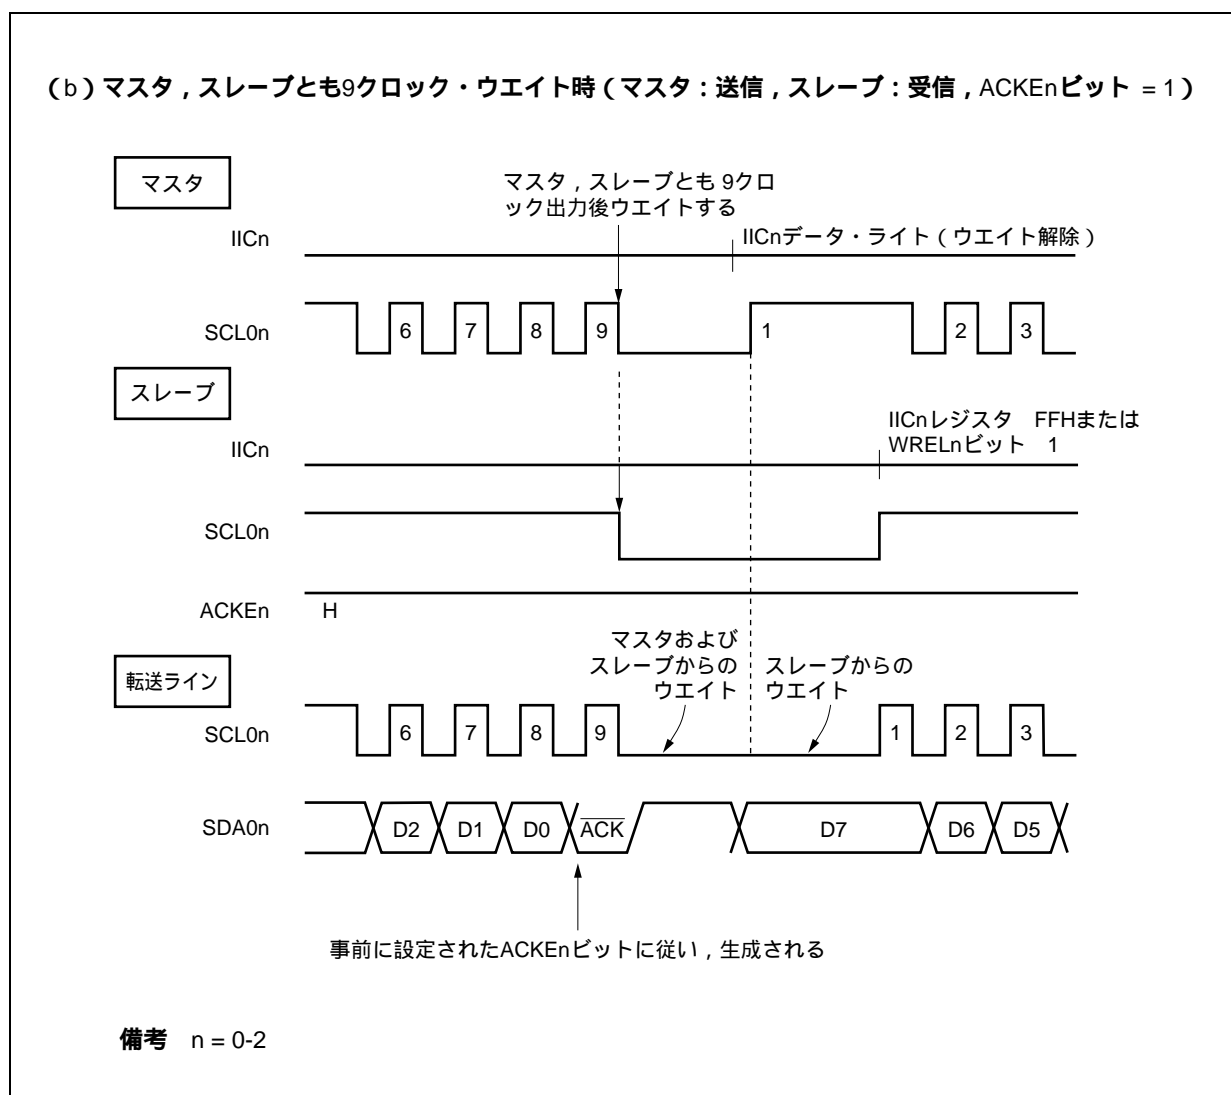 （b）マスタ，スレーブとも9クロック・ウエイト時（マスタ：送信，スレーブ：受信，ACKEnビット = 1）
マスタ
マスタ，スレーブとも 9クロ
ック出力後ウエイトする
IICn
IICnデータ・ライト（ウエイト解除）
SCL0n
6 7 8 9 1 2 3
スレーブ
IICnレジスタ　FFHまたは
WRELnビット　1
IICn
SCL0n
ACKEn H
マスタおよび
スレーブからの
ウエイト
スレーブからの
ウエイト
転送ライン
SCL0n
6 7 8 9 1 2 3
SDA0n
D2 D1 D0 ACK D7 D6 D5
事前に設定されたACKEnビットに従い，生成される
備考　n = 0-2